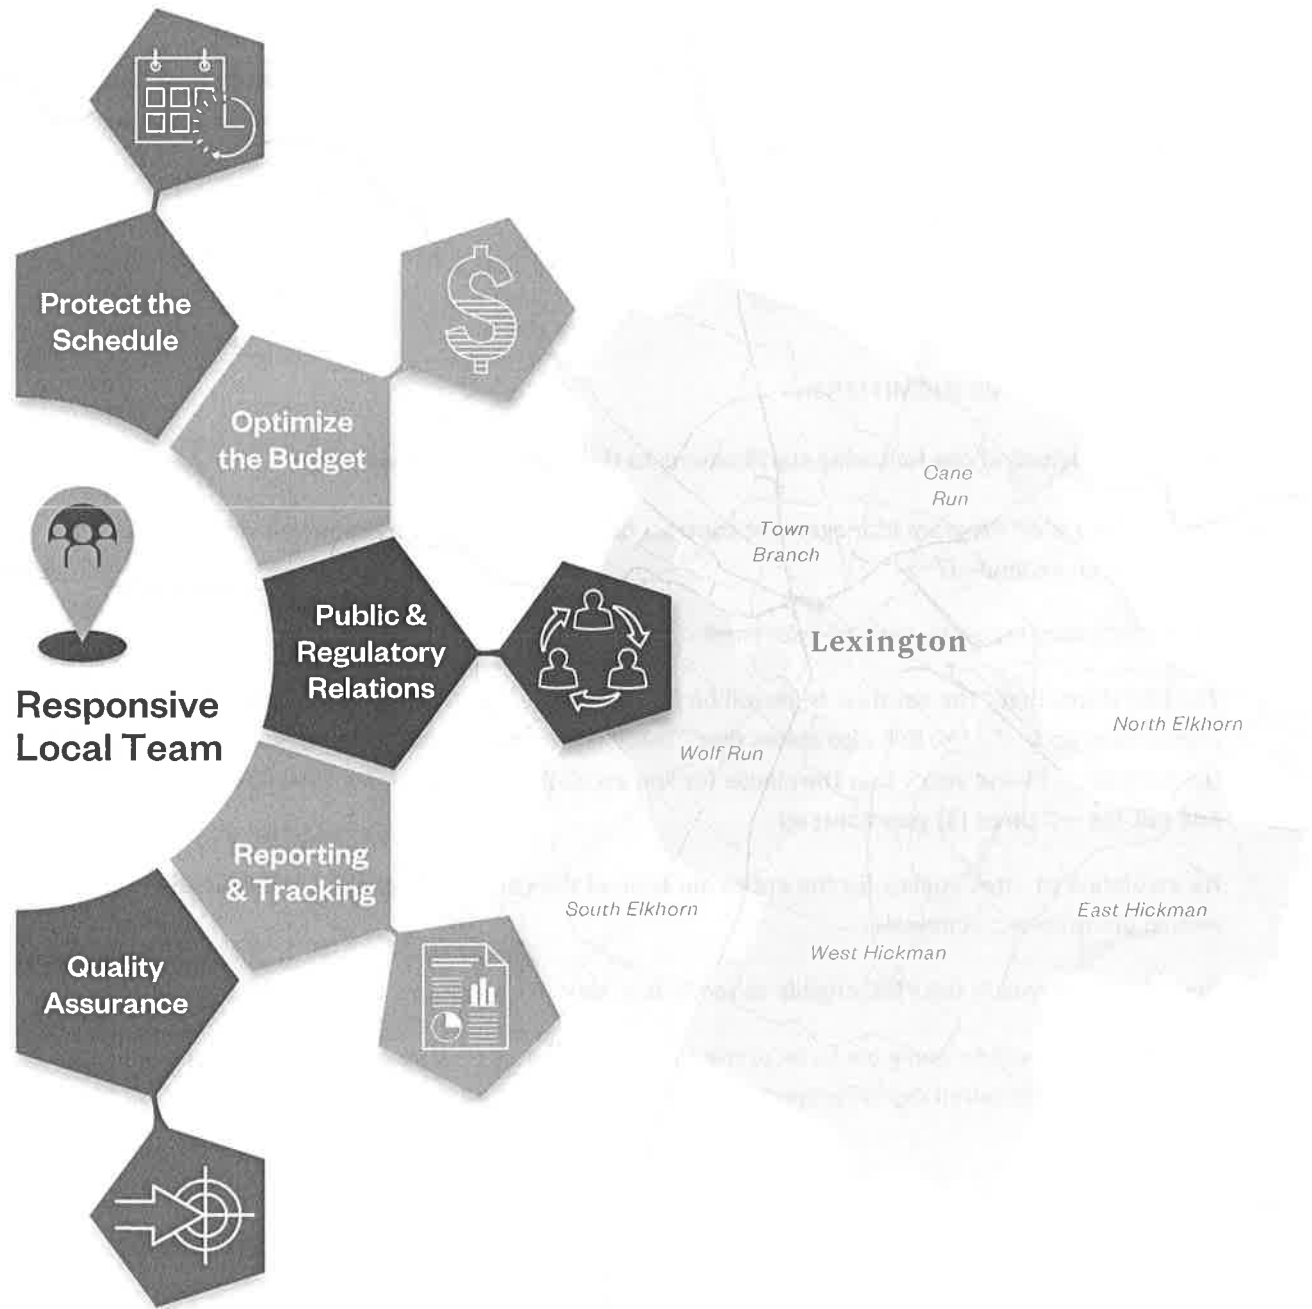 Protect the
Schedule
Optimize
the Budget
Public &
Regulatory
Relations
Responsive
Local Team
Reporting
& Tracking
Quality
Assurance
Cane
Run
Town
Branch
Lexington
North Elkhorn
Wolf Run
South Elkhorn
East Hickman
West Hickman